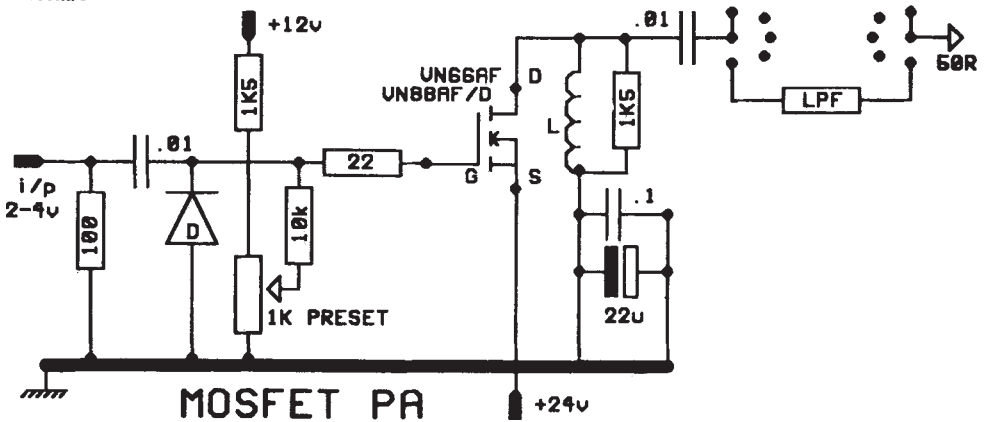 +12v
.01
1K5
VN66AF
VN88AF/D
D
50R
LPF
L
1K5
K
.01
22
G
S
i/p
2-4v
100
D
10k
.1
1K PRESET
22u
MOSFET PA
+24v